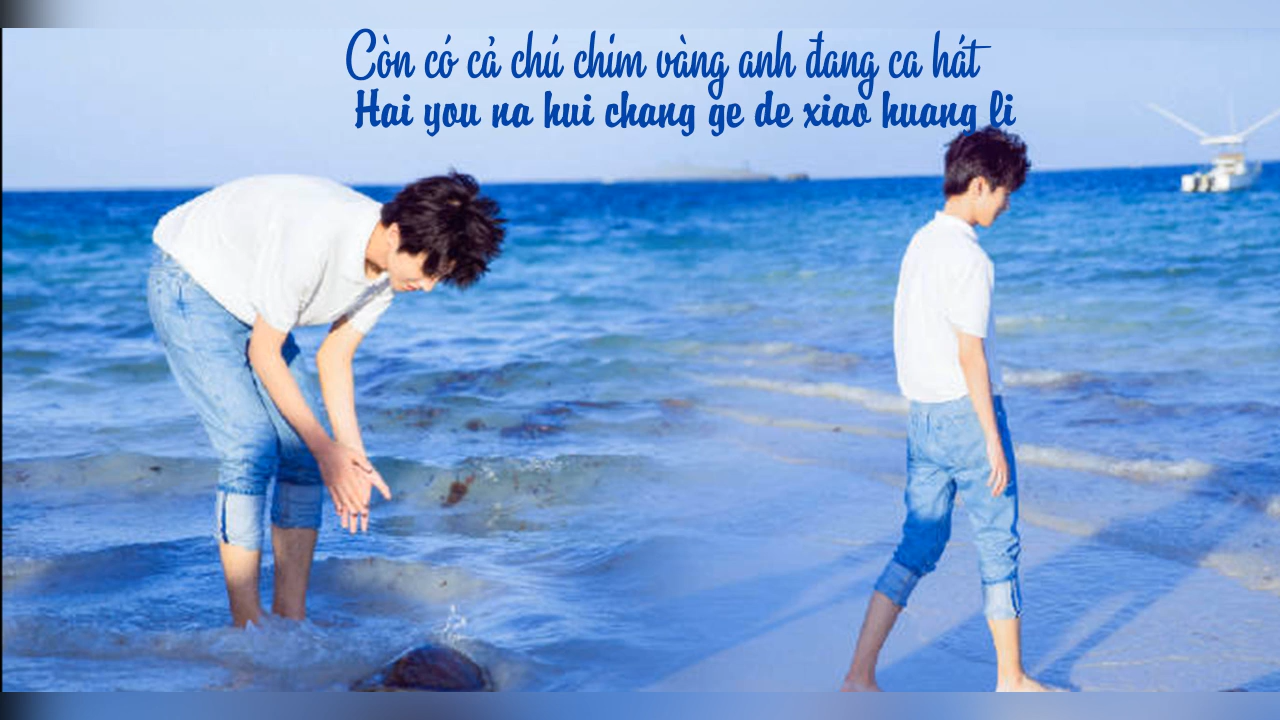 Còn có cả chú chim vàng anh đang ca hát
Hai you na hui chang ge de xiao huang li